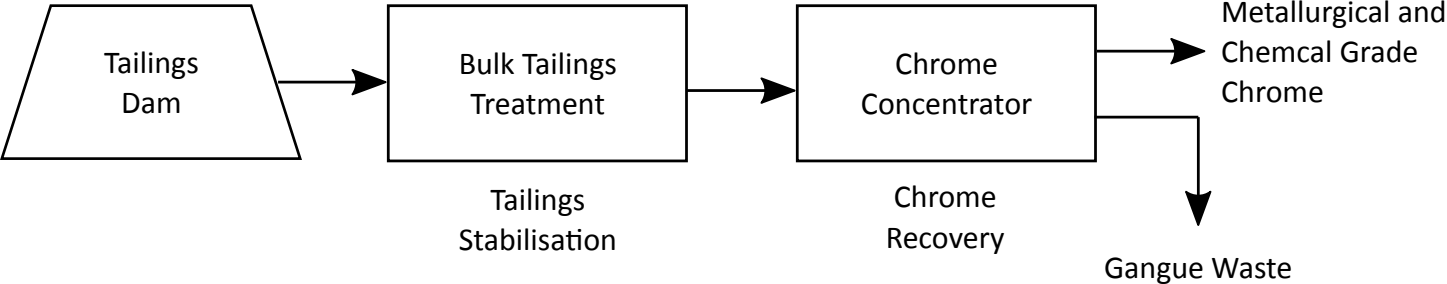 Tailings
Dam
Bulk Tailings
Treatment
Chrome
Concentrator
Metallurgical and
Chemcal Grade
Chrome
Tailings
Stabilisation
Chrome
Recovery
Gangue Waste